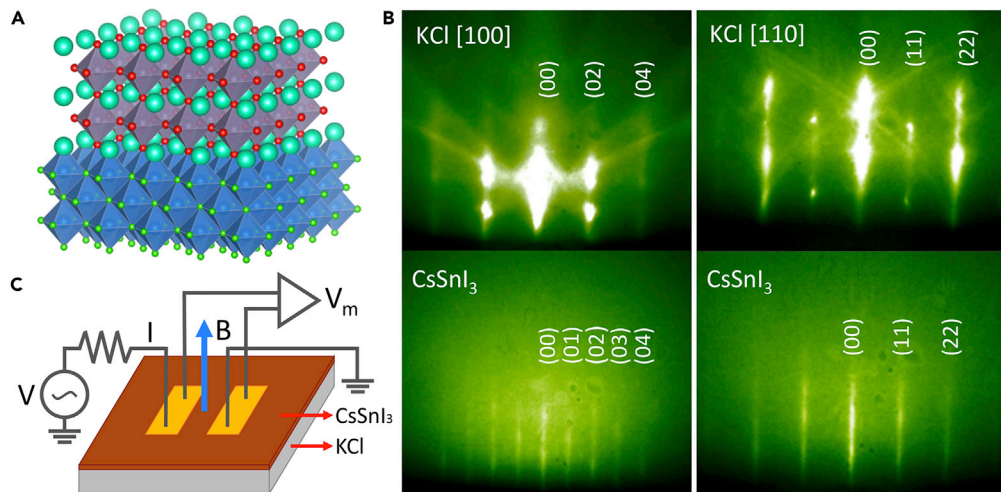 A
B
KCl [100]
(00)
(02)
(04)
KCl [110]
(00)
(11)
(22)
CsSnI₃
(00)
(01)
(02)
(03)
(04)
CsSnI₃
(00)
(11)
(22)
C
I
B
Vₘ
V
CsSnI₃
KCl